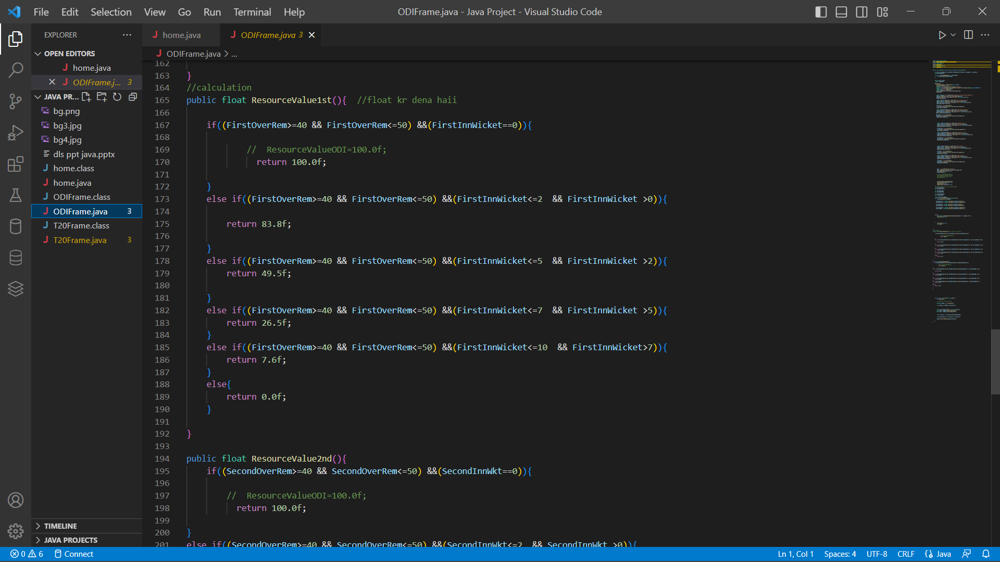 File Edit Selection View Go Run Terminal Help
ODIFrame.java - Java Project - Visual Studio Code
EXPLORER
OPEN EDITORS
home.java
ODIFrame.j... 3
JAVA PR...
bg.png
bg3.jpg
bg4.jpg
dls ppt java.pptx
home.class
home.java
ODIFrame.class
ODIFrame.java 3
T20Frame.class
T20Frame.java 3
TIMELINE
JAVA PROJECTS
home.java
ODIFrame.java 3
ODIFrame.java > ...
162
163 }
164 //calculation
165 public float ResourceValue1st(){  //float kr dena haii
166
167     if((FirstOverRem>=40 && FirstOverRem<=50) &&(FirstInnWicket==0)){
168
169             //  ResourceValueODI=100.0f;
170               return 100.0f;
171
172     }
173     else if((FirstOverRem>=40 && FirstOverRem<=50) &&(FirstInnWicket<=2  && FirstInnWicket >0)){
174
175         return 83.8f;
176
177     }
178     else if((FirstOverRem>=40 && FirstOverRem<=50) &&(FirstInnWicket<=5  && FirstInnWicket >2)){
179         return 49.5f;
180
181     }
182     else if((FirstOverRem>=40 && FirstOverRem<=50) &&(FirstInnWicket<=7  && FirstInnWicket >5)){
183         return 26.5f;
184     }
185     else if((FirstOverRem>=40 && FirstOverRem<=50) &&(FirstInnWicket<=10  && FirstInnWicket>7)){
186         return 7.6f;
187     }
188     else{
189         return 0.0f;
190     }
191
192 }
193
194 public float ResourceValue2nd(){
195     if((SecondOverRem>=40 && SecondOverRem<=50) &&(SecondInnWkt==0)){
196
197         //  ResourceValueODI=100.0f;
198           return 100.0f;
199
200 }
201 else if((SecondOverRem>=40 && SecondOverRem<=50) &&(SecondInnWkt<=2  && SecondInnWkt >0)){
0 6 Connect
Ln 1, Col 1 Spaces: 4 UTF-8 CRLF Java